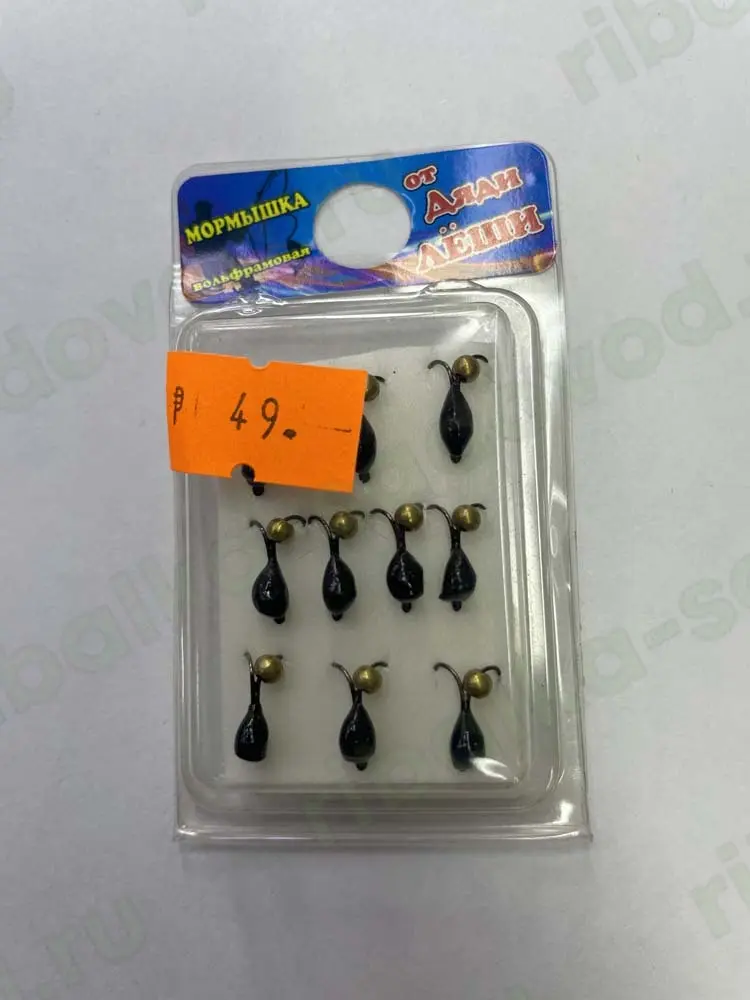 МОРМЫШКА
вольфрамовая
от
Дяди
ЛЁШИ
₽ 49.—